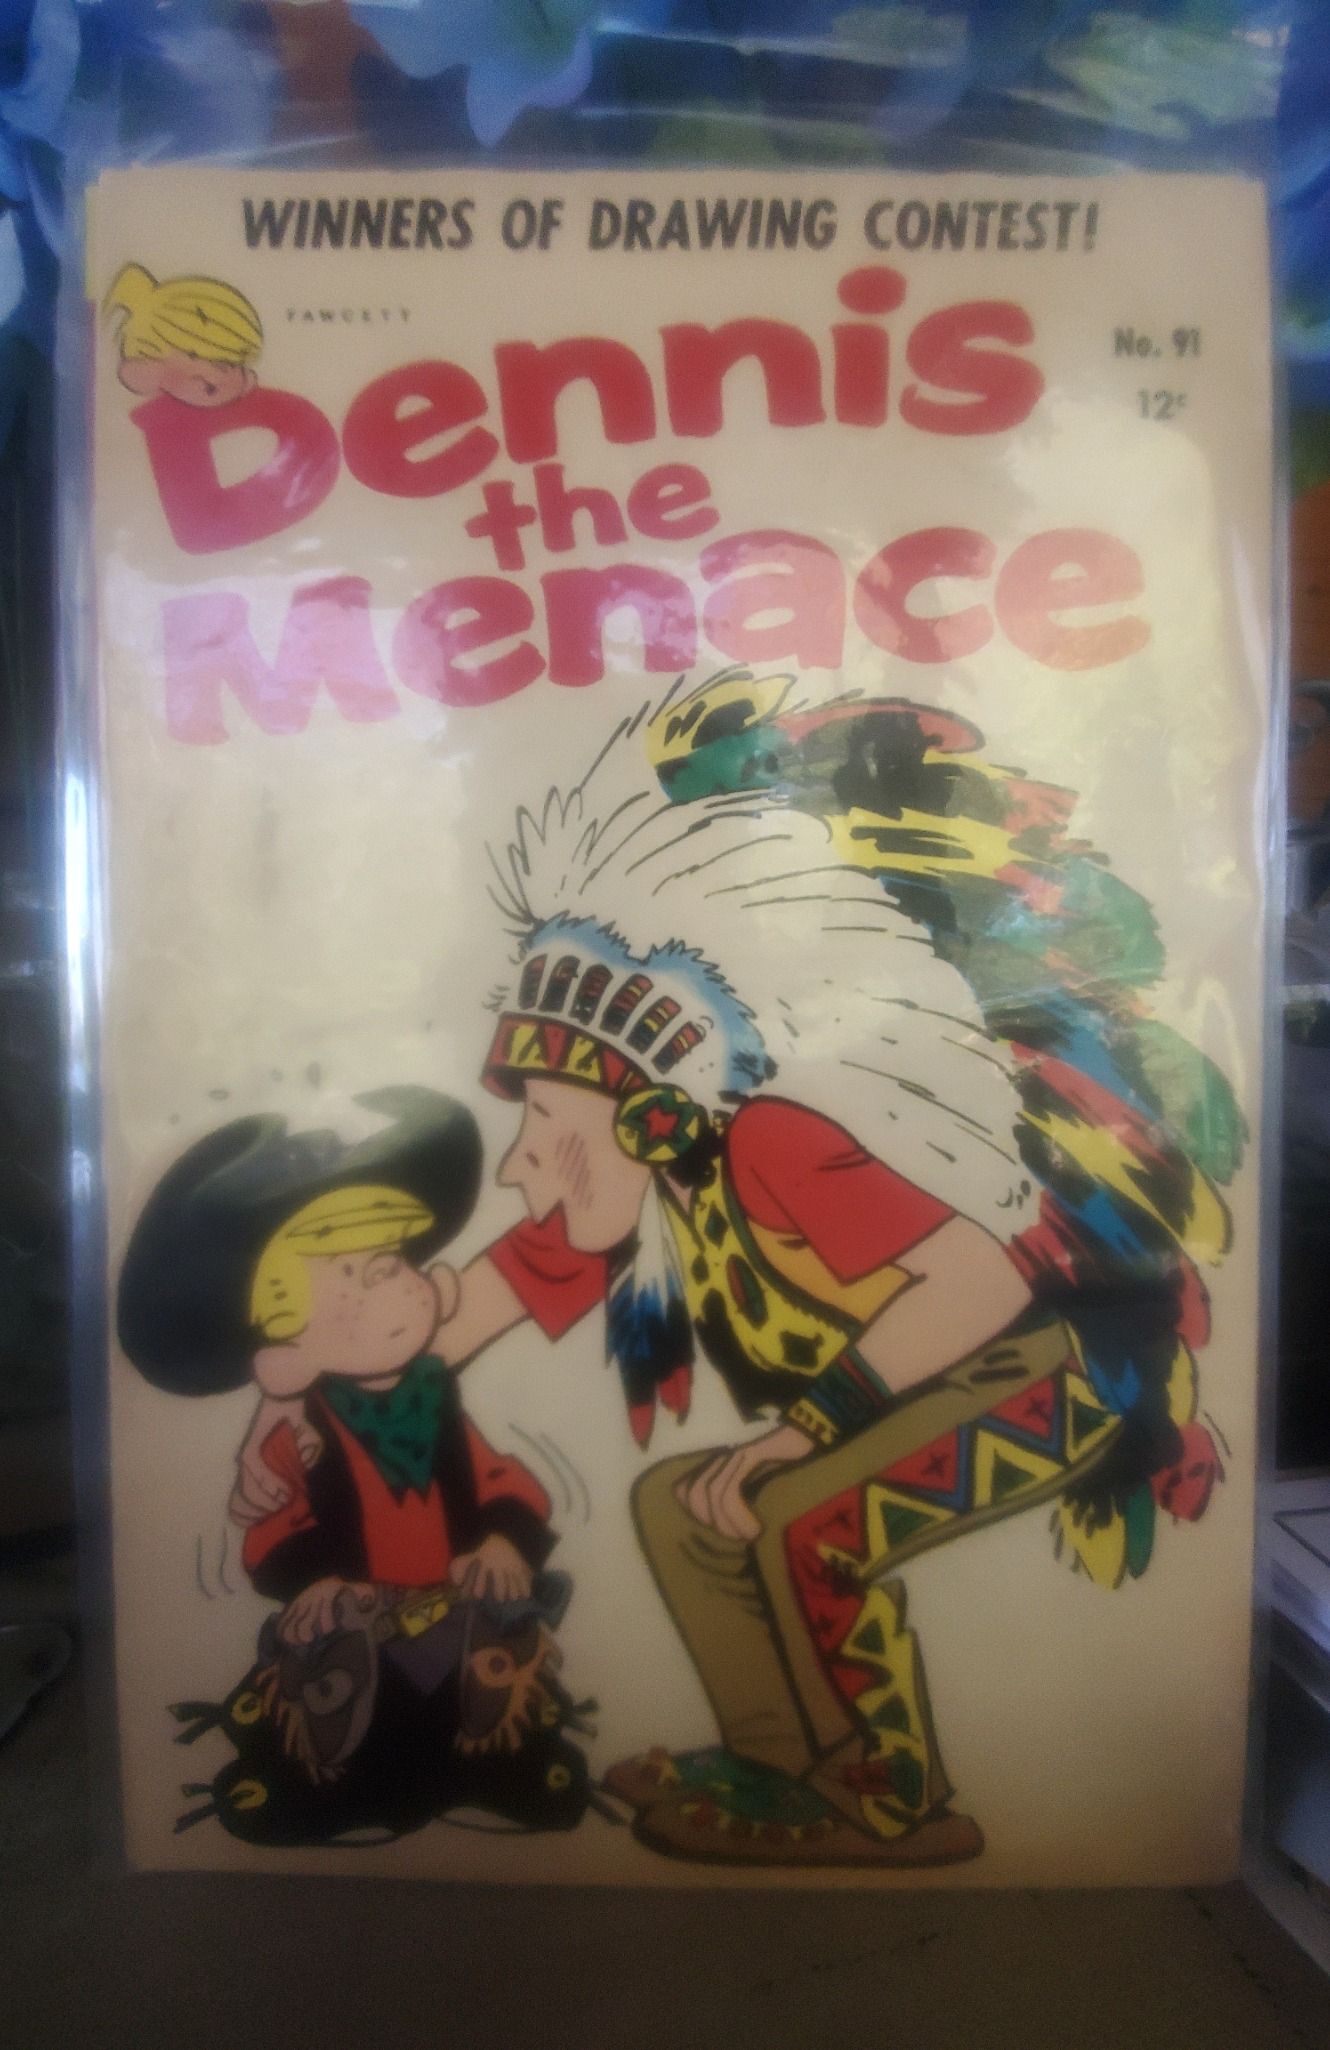 WINNERS OF DRAWING CONTEST!
FAWCETT
Dennis
the
Menace
No. 91
12¢